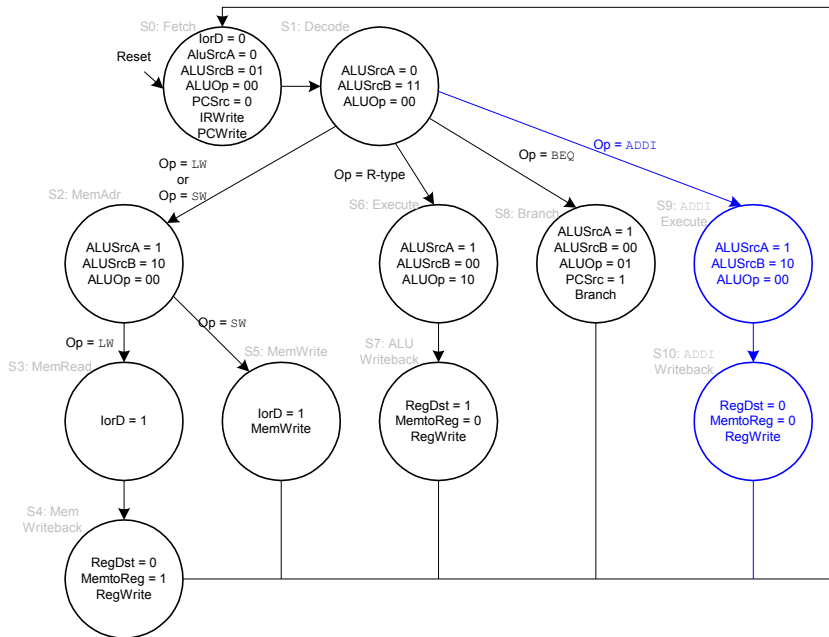 S0: Fetch
IorD = 0
AluSrcA = 0
ALUSrcB = 01
ALUOp = 00
PCSrc = 0
IRWrite
PCWrite
Reset
S1: Decode
ALUSrcA = 0
ALUSrcB = 11
ALUOp = 00
Op = LW
or
Op = SW
Op = R-type
Op = BEQ
Op = ADDI
S2: MemAdr
ALUSrcA = 1
ALUSrcB = 10
ALUOp = 00
S6: Execute
ALUSrcA = 1
ALUSrcB = 00
ALUOp = 10
S8: Branch
ALUSrcA = 1
ALUSrcB = 00
ALUOp = 01
PCSrc = 1
Branch
S9: ADDI
Execute
ALUSrcA = 1
ALUSrcB = 10
ALUOp = 00
Op = LW
Op = SW
S3: MemRead
IorD = 1
S5: MemWrite
IorD = 1
MemWrite
S7: ALU
Writeback
RegDst = 1
MemtoReg = 0
RegWrite
S10: ADDI
Writeback
RegDst = 0
MemtoReg = 0
RegWrite
S4: Mem
Writeback
RegDst = 0
MemtoReg = 1
RegWrite